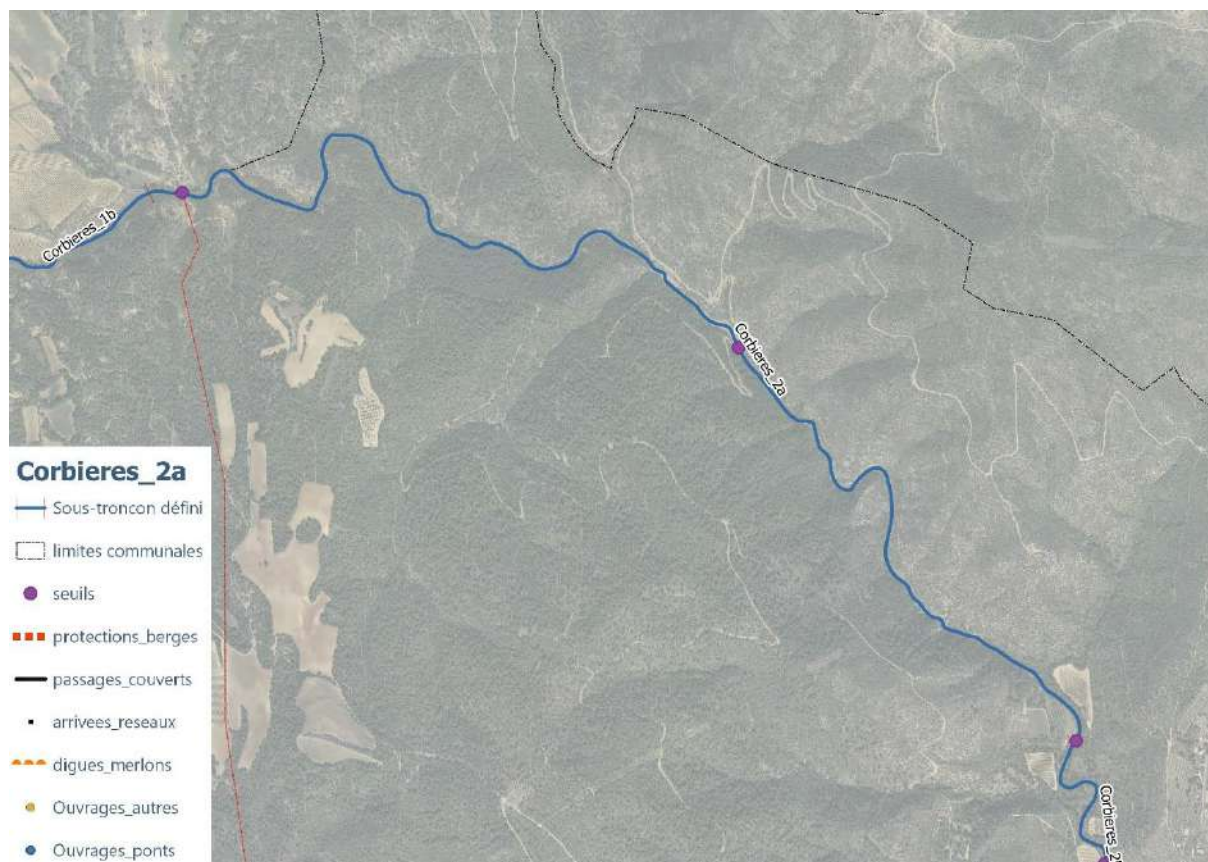 Corbieres_1b
Corbieres_2a
Corbieres_2a
Sous-troncon défini
limites communales
seuils
protections_berges
passages_couverts
arrivees_reseaux
digues_merlons
Ouvrages_autres
Ouvrages_ponts